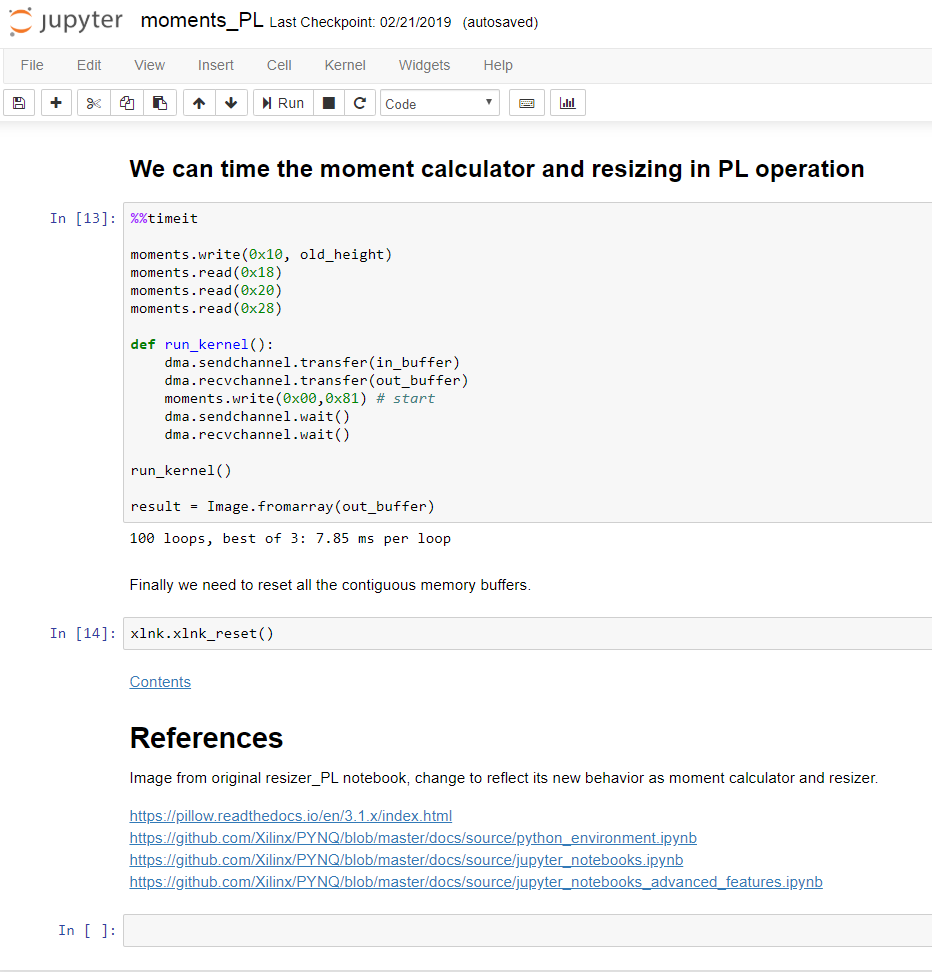 jupyter moments_PL Last Checkpoint: 02/21/2019 (autosaved)
File Edit View Insert Cell Kernel Widgets Help
Run Code
We can time the moment calculator and resizing in PL operation
In [13]: %%timeit
moments.write(0x10, old_height)
moments.read(0x18)
moments.read(0x20)
moments.read(0x28)
def run_kernel():
    dma.sendchannel.transfer(in_buffer)
    dma.recvchannel.transfer(out_buffer)
    moments.write(0x00,0x81) # start
    dma.sendchannel.wait()
    dma.recvchannel.wait()
run_kernel()
result = Image.fromarray(out_buffer)
100 loops, best of 3: 7.85 ms per loop
Finally we need to reset all the contiguous memory buffers.
In [14]: xlnk.xlnk_reset()
Contents
References
Image from original resizer_PL notebook, change to reflect its new behavior as moment calculator and resizer.
https://pillow.readthedocs.io/en/3.1.x/index.html
https://github.com/Xilinx/PYNQ/blob/master/docs/source/python_environment.ipynb
https://github.com/Xilinx/PYNQ/blob/master/docs/source/jupyter_notebooks.ipynb
https://github.com/Xilinx/PYNQ/blob/master/docs/source/jupyter_notebooks_advanced_features.ipynb
In [ ]: